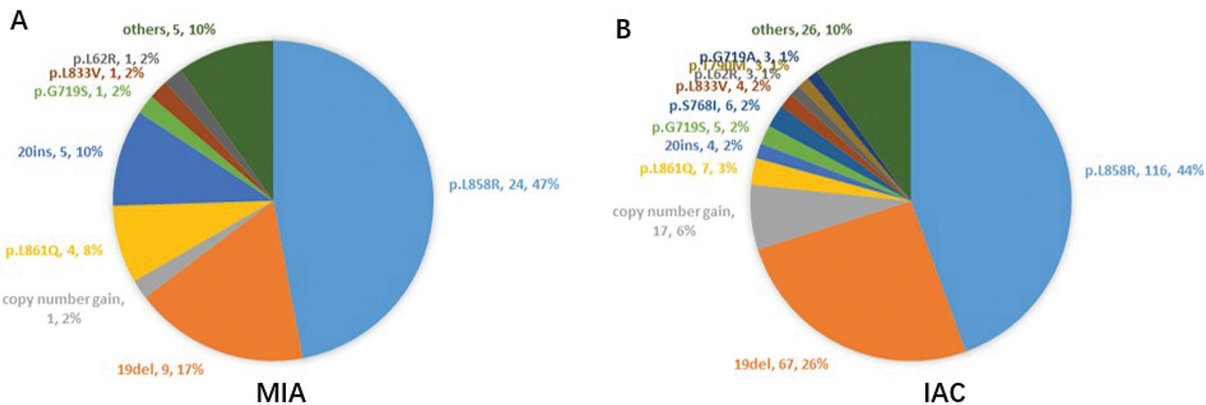 A
others, 5, 10%
p.L62R, 1, 2%
p.L833V, 1, 2%
p.G719S, 1, 2%
20ins, 5, 10%
p.L858R, 24, 47%
p.L861Q, 4, 8%
copy number gain,
1, 2%
19del, 9, 17%
MIA
B
others, 26, 10%
p.G719A, 3, 1%
p.T790M, 3, 1%
p.L62R, 3, 1%
p.L833V, 4, 2%
p.S768I, 6, 2%
p.G719S, 5, 2%
20ins, 4, 2%
p.L861Q, 7, 3%
p.L858R, 116, 44%
copy number gain,
17, 6%
19del, 67, 26%
IAC